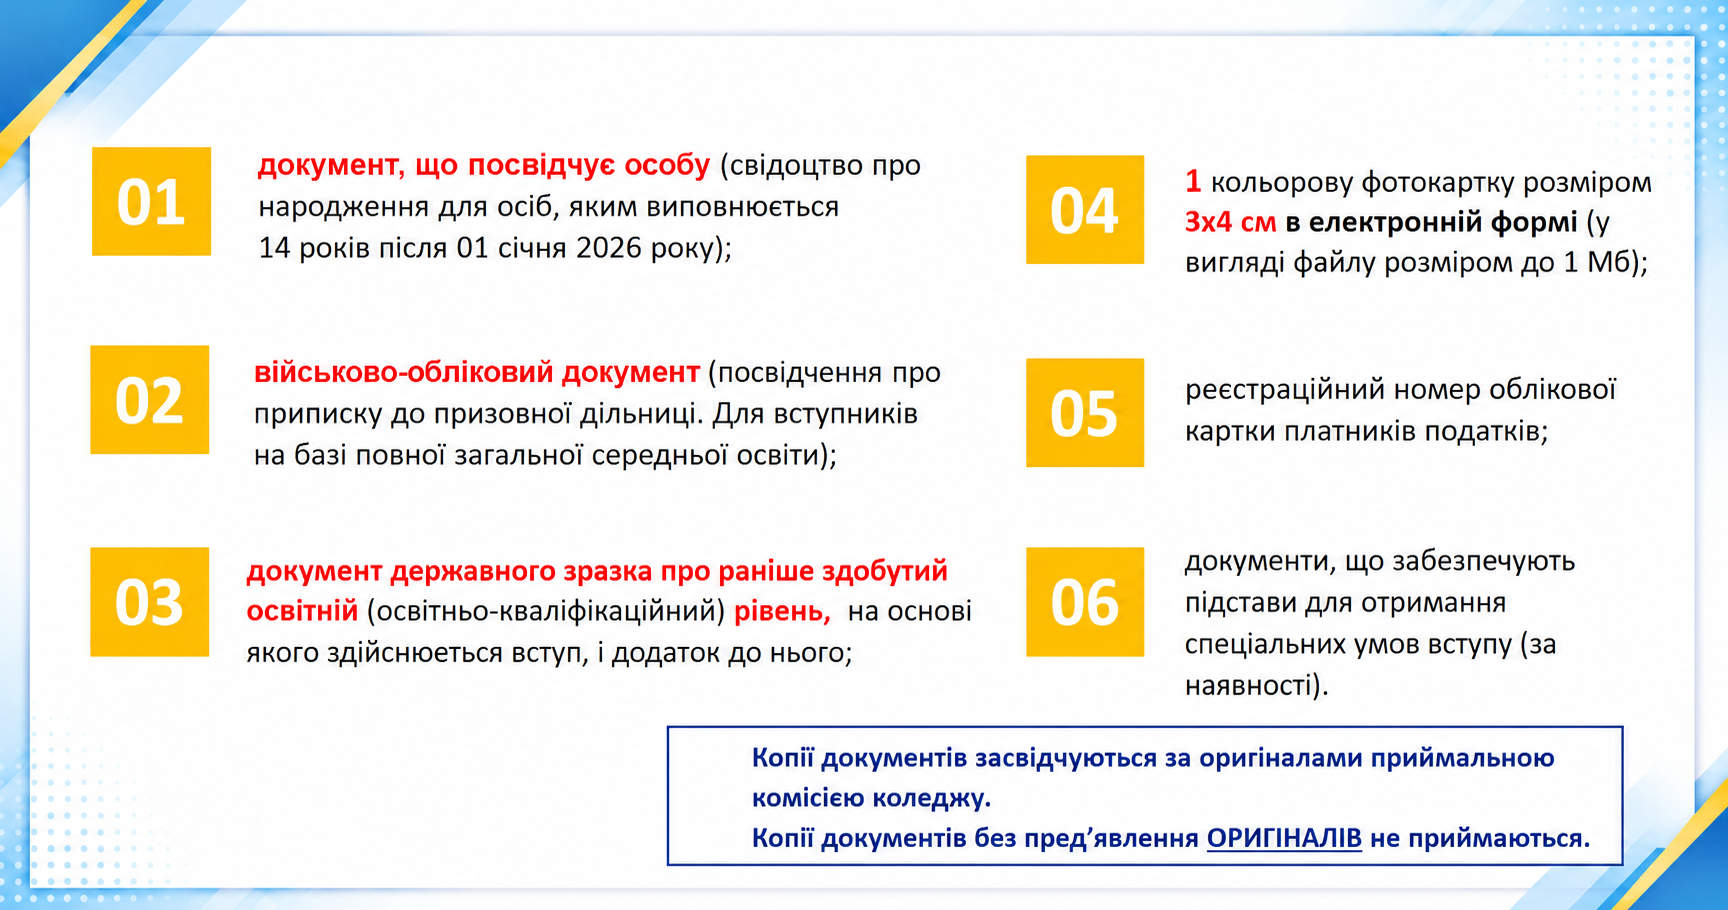 01
документ, що посвідчує особу (свідоцтво про
народження для осіб, яким виповнюється
14 років після 01 січня 2026 року);
02
військово-обліковий документ (посвідчення про
приписку до призовної дільниці. Для вступників
на базі повної загальної середньої освіти);
03
документ державного зразка про раніше здобутий
освітній (освітньо-кваліфікаційний) рівень, на основі
якого здійснюеться вступ, і додаток до нього;
04
1 кольорову фотокартку розміром
3х4 см в електронній формі (у
вигляді файлу розміром до 1 Мб);
05
реєстраційний номер облікової
картки платників податків;
06
документи, що забезпечують
підстави для отримання
спеціальних умов вступу (за
наявності).
Копії документів засвідчуються за оригіналами приймальною
комісією коледжу.
Копії документів без пред’явлення ОРИГІНАЛІВ не приймаються.